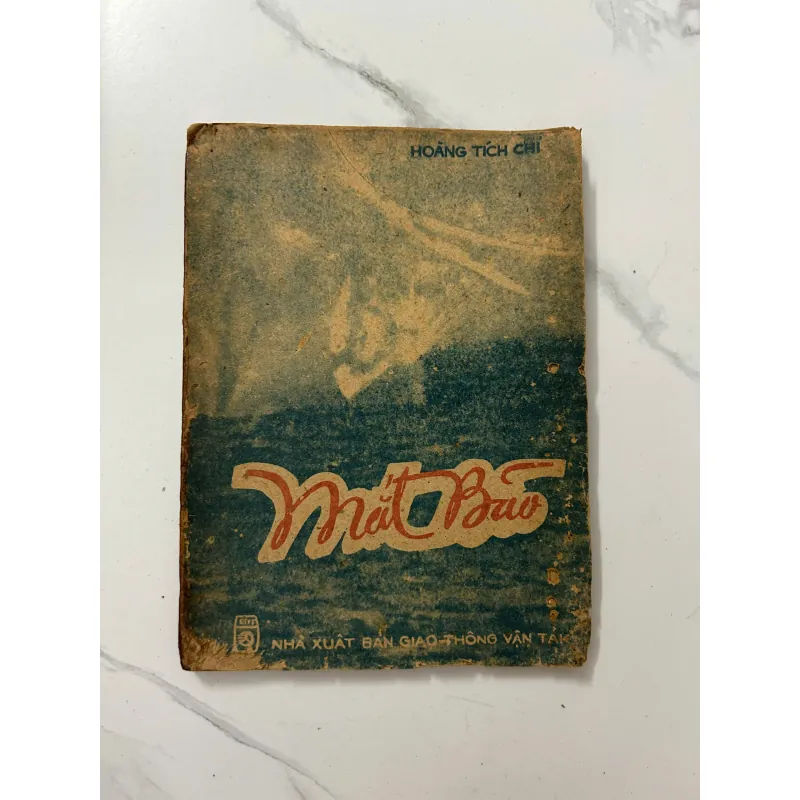 HOÀNG TÍCH CHỈ
Mắt Bão
NHÀ XUẤT BẢN GIAO THÔNG VẬN TẢI